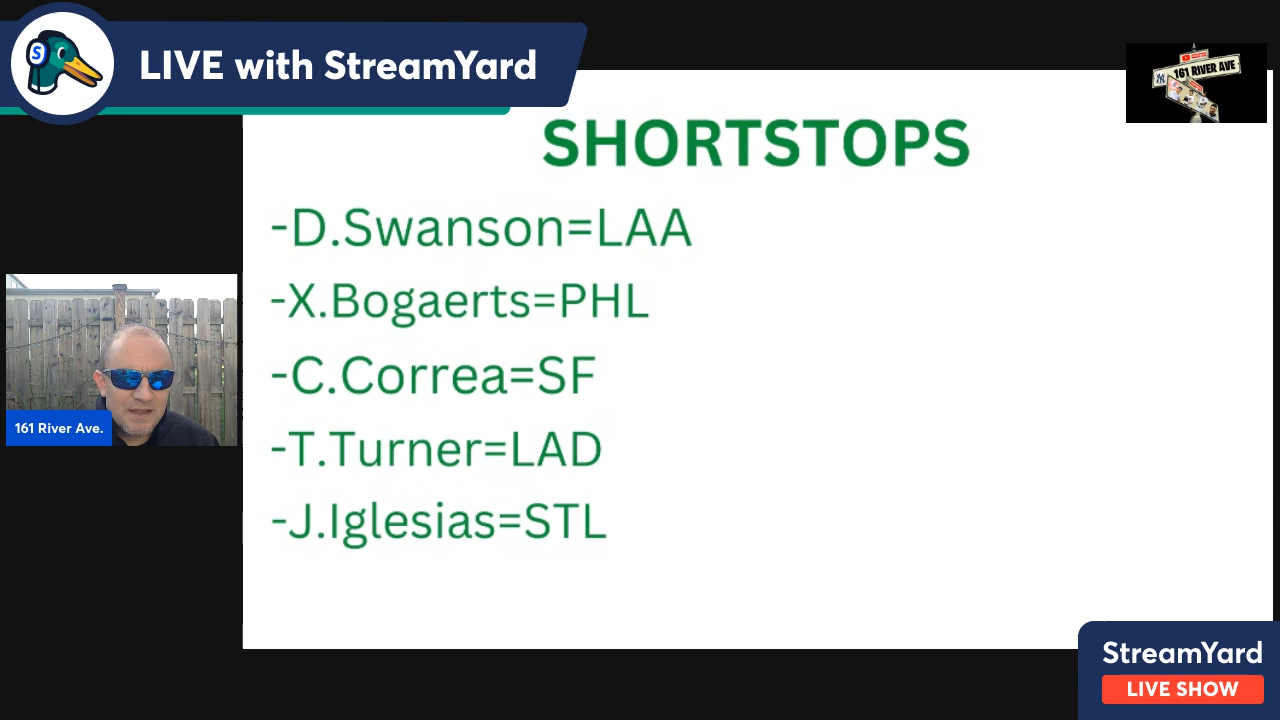 S
LIVE with StreamYard
161 RIVER AVE
SHORTSTOPS
-D.Swanson=LAA
-X.Bogaerts=PHL
-C.Correa=SF
-T.Turner=LAD
-J.Iglesias=STL
161 River Ave.
StreamYard
LIVE SHOW